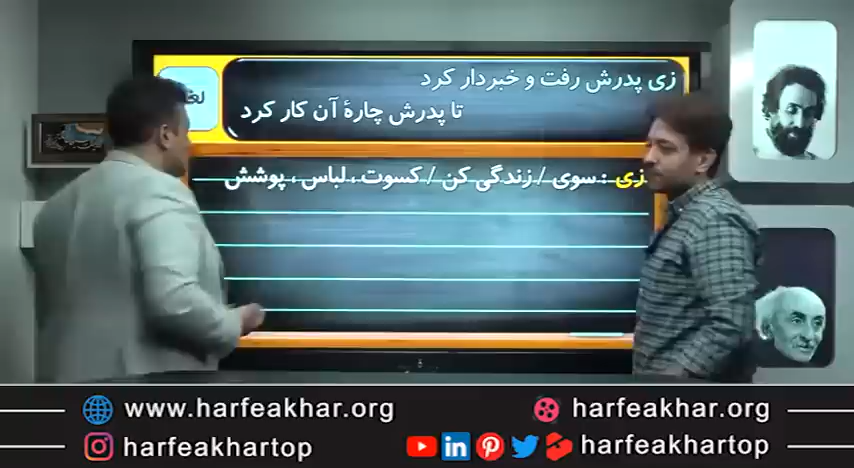 زی پدرش رفت و خبردار کرد
تا پدرش چارهٔ آن کار کرد
زی : سوی / زندگی کن / کسوت ، لباس ، پوشش
www.harfeakhar.org
harfeakhar.org
harfeakhartop
harfeakhartop